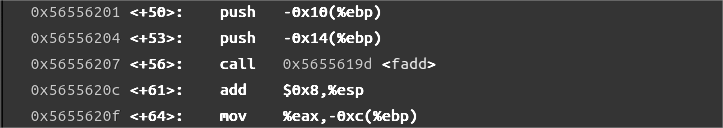 0x56556201 <+50>: push -0x10(%ebp)
0x56556204 <+53>: push -0x14(%ebp)
0x56556207 <+56>: call 0x5655619d <fadd>
0x5655620c <+61>: add $0x8,%esp
0x5655620f <+64>: mov %eax,-0xc(%ebp)